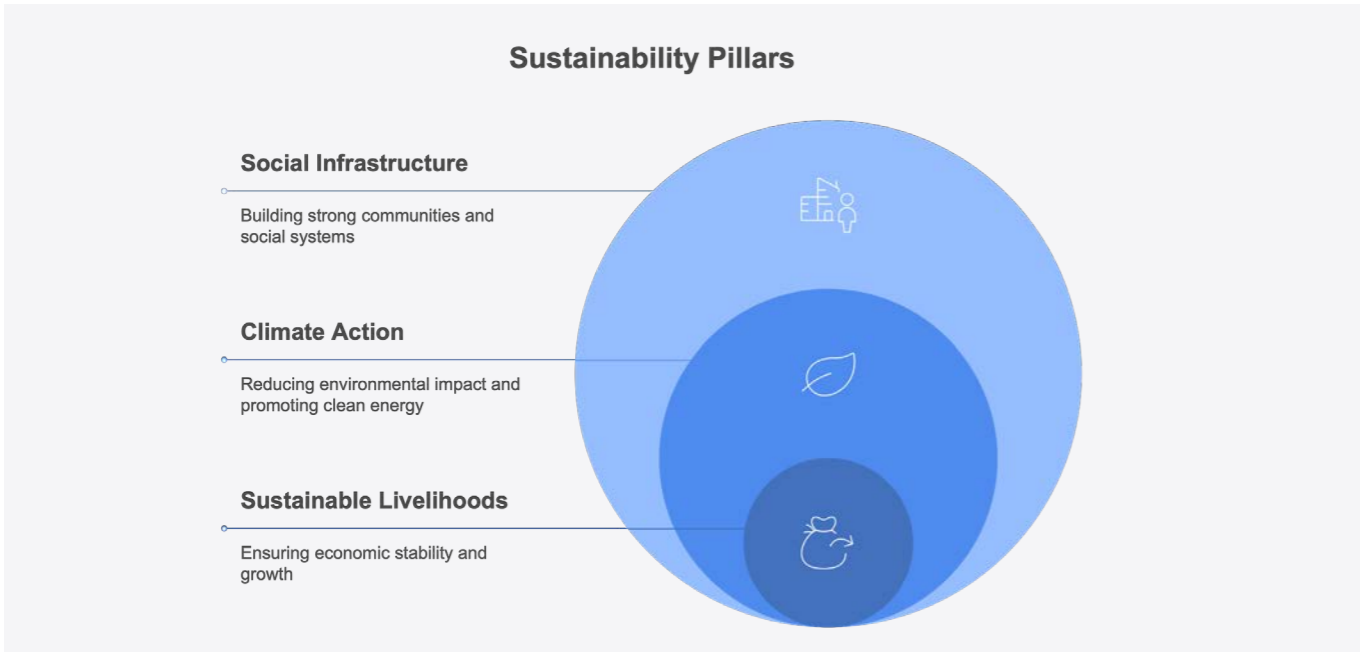 Sustainability Pillars
Social Infrastructure
Building strong communities and
social systems
Climate Action
Reducing environmental impact and
promoting clean energy
Sustainable Livelihoods
Ensuring economic stability and
growth